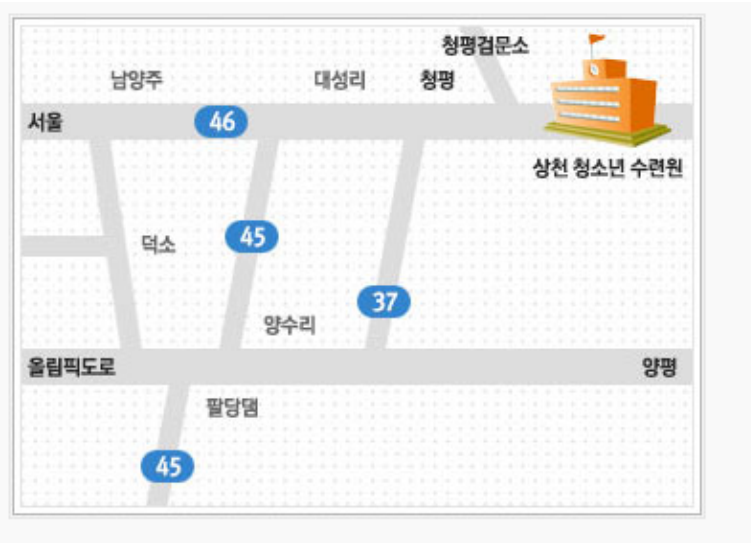 청평검문소
남양주
대성리
청평
서울
46
상천 청소년 수련원
덕소
45
37
양수리
올림픽도로
양평
팔당댐
45